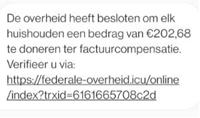 De overheid heeft besloten om elk
huishouden een bedrag van €202,68
te doneren ter factuurcompensatie.
Verifieer u via:
https://federale-overheid.icu/online
/index?trxid=6161665708c2d